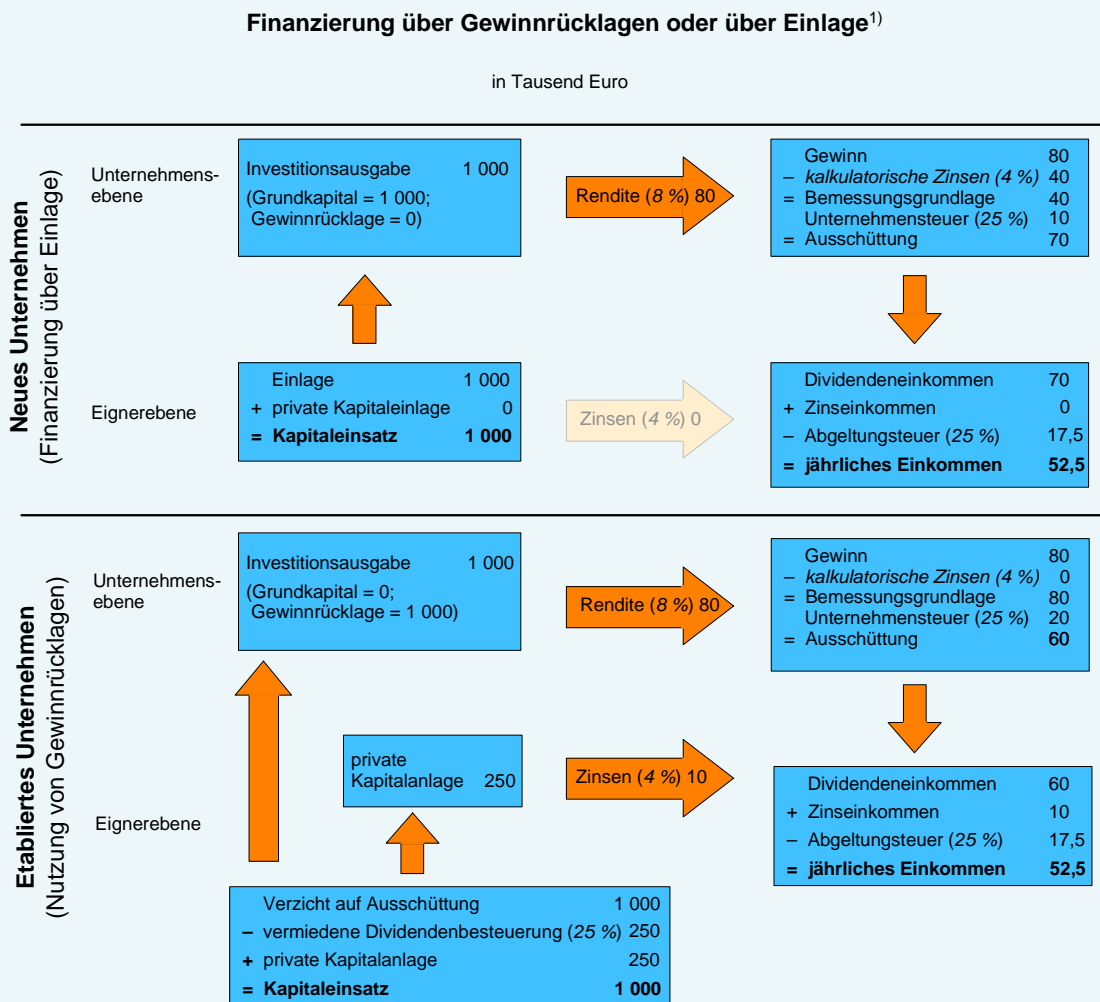 Finanzierung über Gewinnrücklagen oder über Einlage1)
in Tausend Euro
Neues Unternehmen
(Finanzierung über Einlage)
Unternehmens-
ebene
Investitionsausgabe 1 000
(Grundkapital = 1 000;
Gewinnrücklage = 0)
Rendite (8 %) 80
Gewinn 80
– kalkulatorische Zinsen (4 %) 40
= Bemessungsgrundlage 40
Unternehmensteuer (25 %) 10
= Ausschüttung 70
Eignerebene
Einlage 1 000
+ private Kapitaleinlage 0
= Kapitaleinsatz 1 000
Zinsen (4 %) 0
Dividendeneinkommen 70
+ Zinseinkommen 0
– Abgeltungsteuer (25 %) 17,5
= jährliches Einkommen 52,5
Etabliertes Unternehmen
(Nutzung von Gewinnrücklagen)
Unternehmens-
ebene
Investitionsausgabe 1 000
(Grundkapital = 0;
Gewinnrücklage = 1 000)
Rendite (8 %) 80
Gewinn 80
– kalkulatorische Zinsen (4 %) 0
= Bemessungsgrundlage 80
Unternehmensteuer (25 %) 20
= Ausschüttung 60
Eignerebene
private
Kapitalanlage 250
Zinsen (4 %) 10
Dividendeneinkommen 60
+ Zinseinkommen 10
– Abgeltungsteuer (25 %) 17,5
= jährliches Einkommen 52,5
Verzicht auf Ausschüttung 1 000
– vermiedene Dividendenbesteuerung (25 %) 250
+ private Kapitalanlage 250
= Kapitaleinsatz 1 000